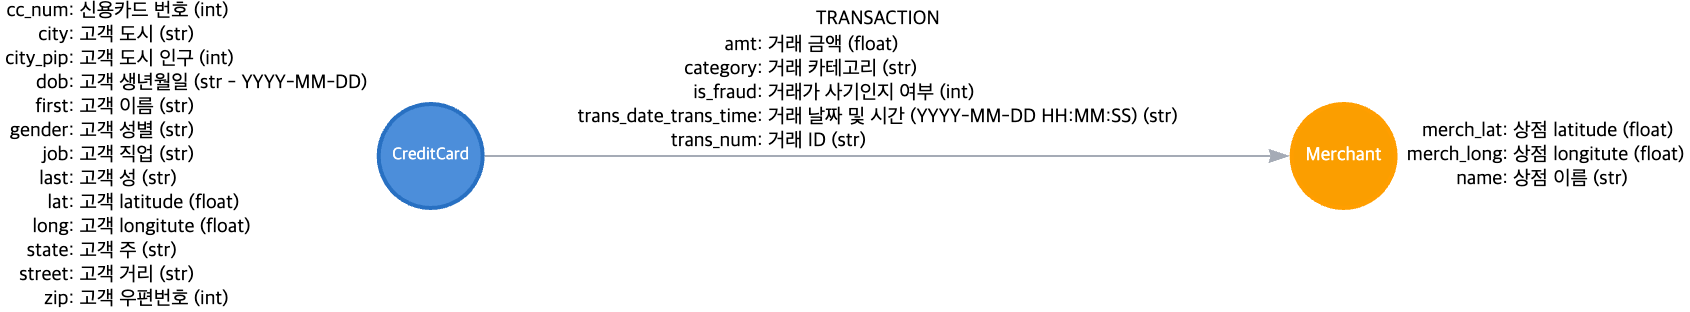 cc_num: 신용카드 번호 (int)
city: 고객 도시 (str)
city_pip: 고객 도시 인구 (int)
dob: 고객 생년월일 (str - YYYY-MM-DD)
first: 고객 이름 (str)
gender: 고객 성별 (str)
job: 고객 직업 (str)
last: 고객 성 (str)
lat: 고객 latitude (float)
long: 고객 longitute (float)
state: 고객 주 (str)
street: 고객 거리 (str)
zip: 고객 우편번호 (int)
CreditCard
TRANSACTION
amt: 거래 금액 (float)
category: 거래 카테고리 (str)
is_fraud: 거래가 사기인지 여부 (int)
trans_date_trans_time: 거래 날짜 및 시간 (YYYY-MM-DD HH:MM:SS) (str)
trans_num: 거래 ID (str)
Merchant
merch_lat: 상점 latitude (float)
merch_long: 상점 longitute (float)
name: 상점 이름 (str)